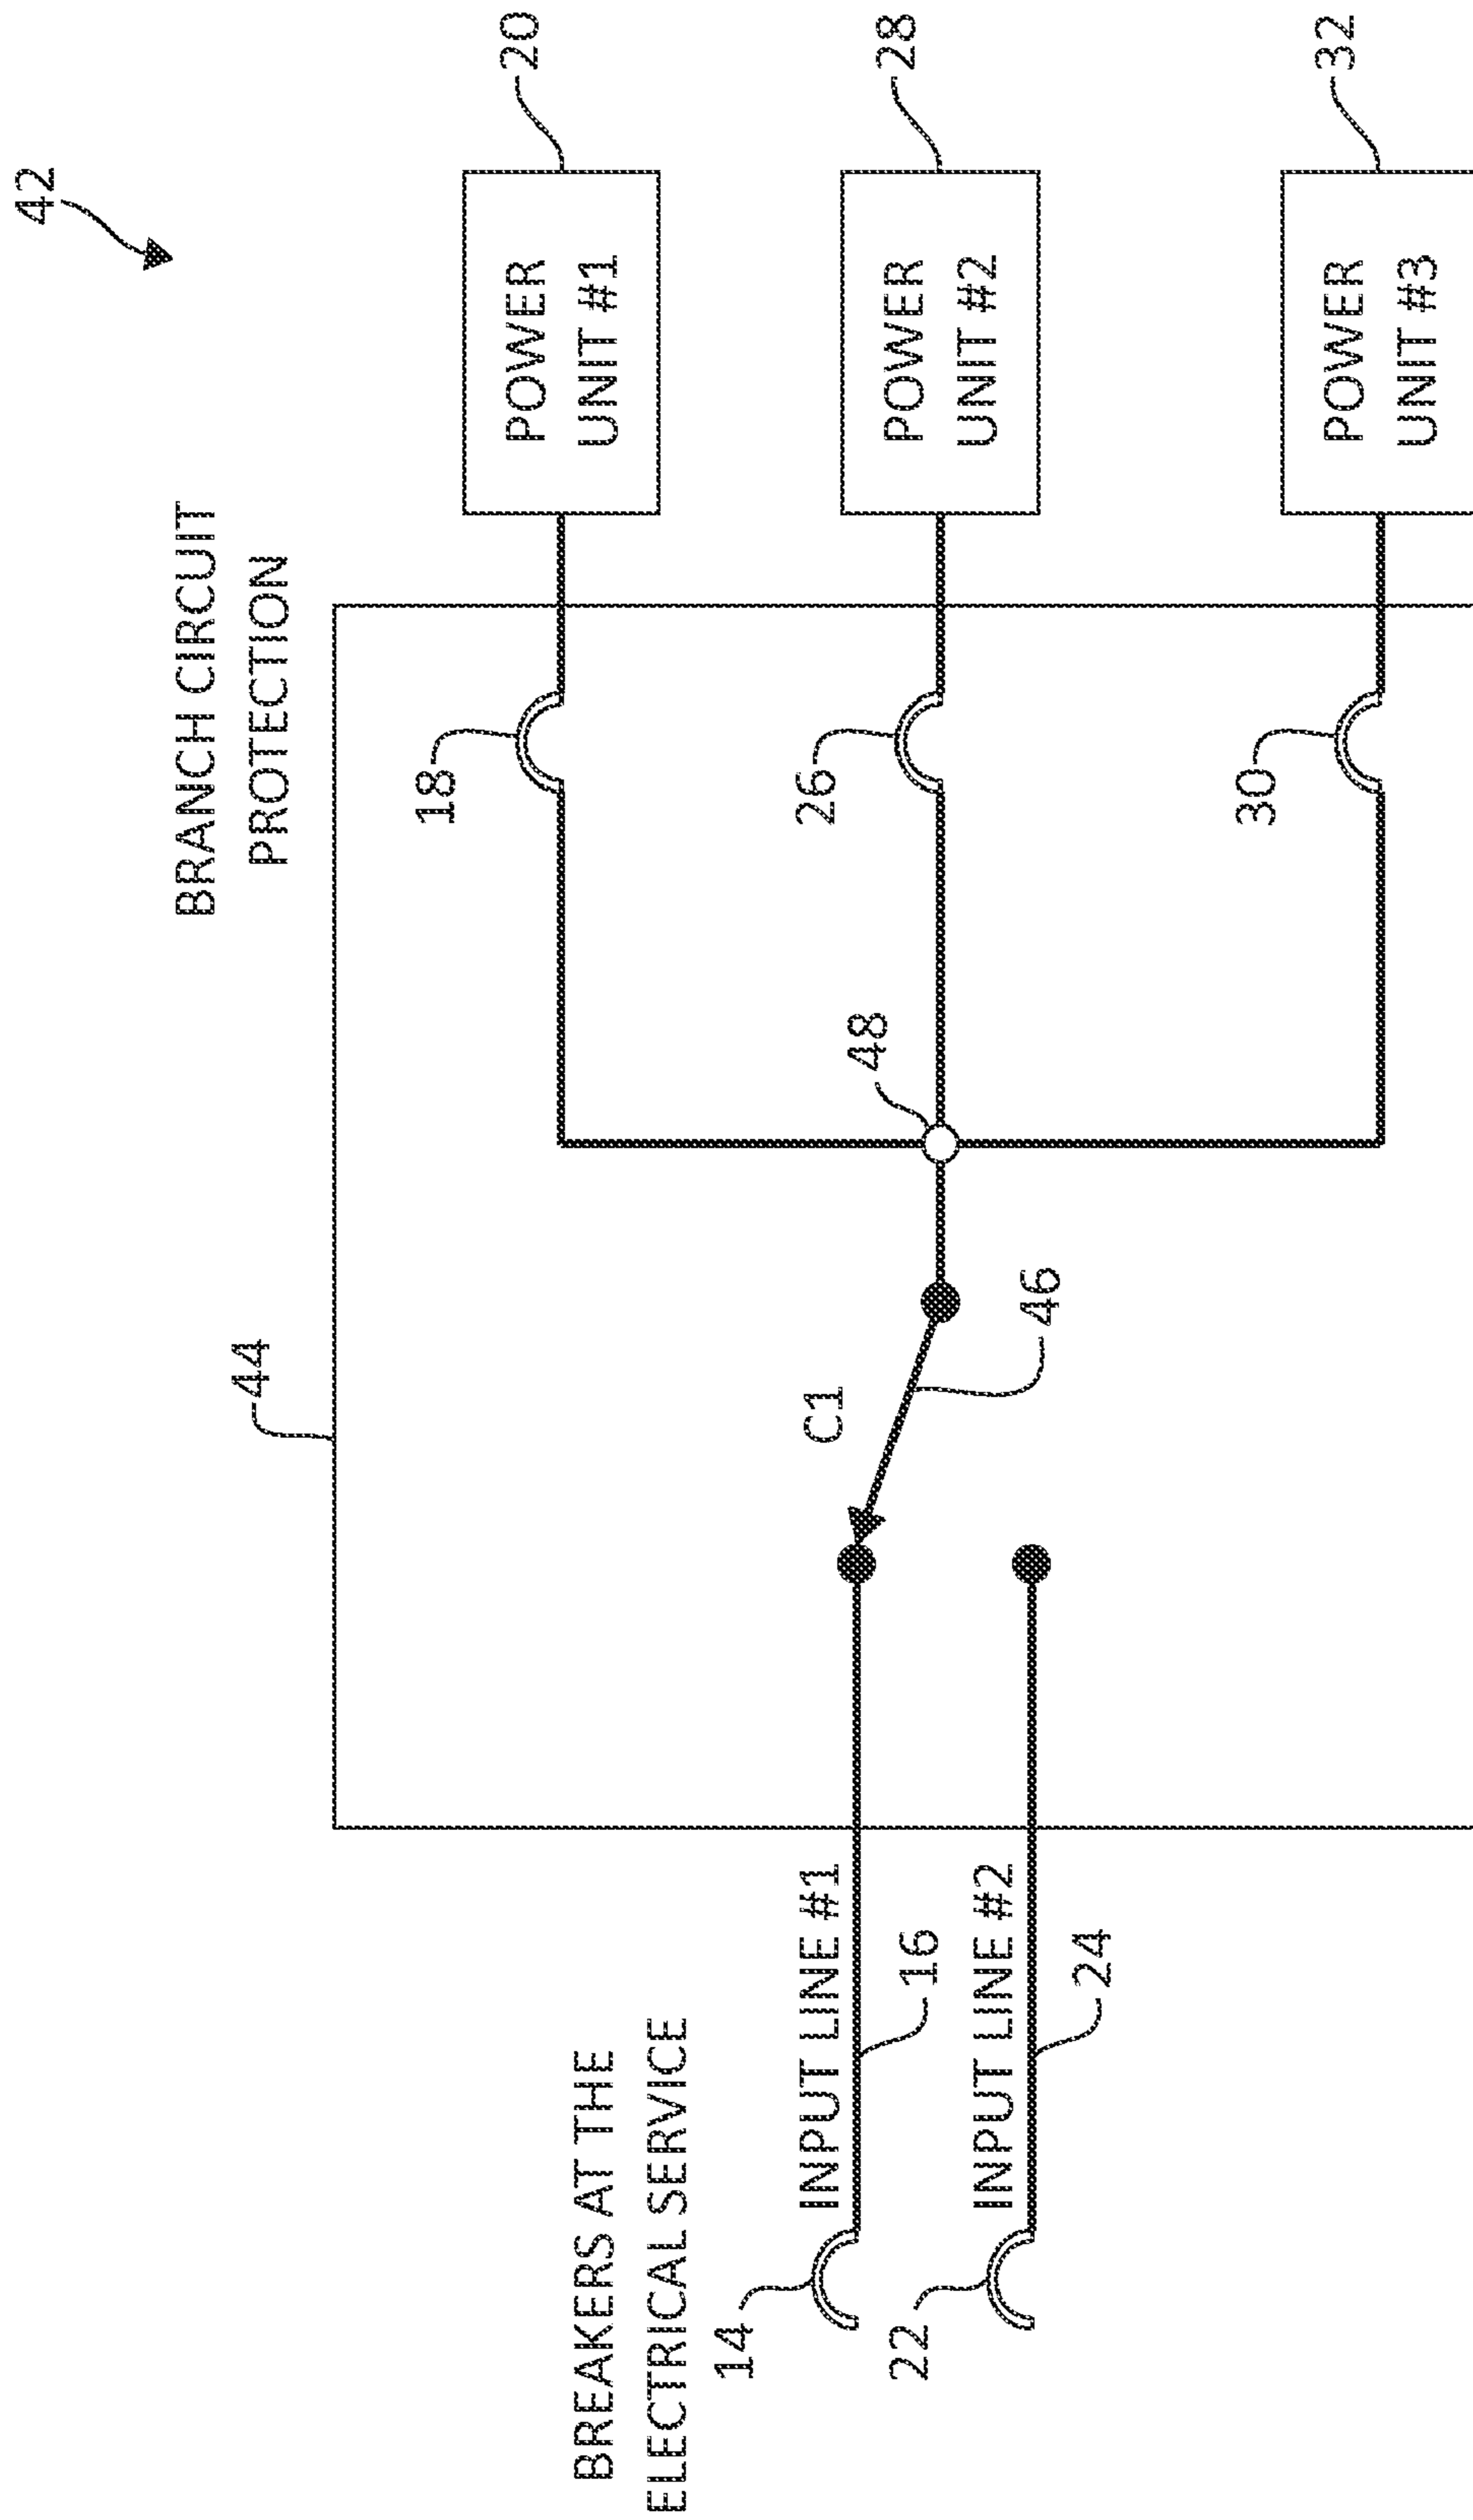 42
BRANCH CIRCUIT
PROTECTION
44
18
POWER
UNIT #1
20
BREAKERS AT THE
ELECTRICAL SERVICE
14
INPUT LINE #1
16
C1
46
48
26
POWER
UNIT #2
28
22
INPUT LINE #2
24
30
POWER
UNIT #3
32